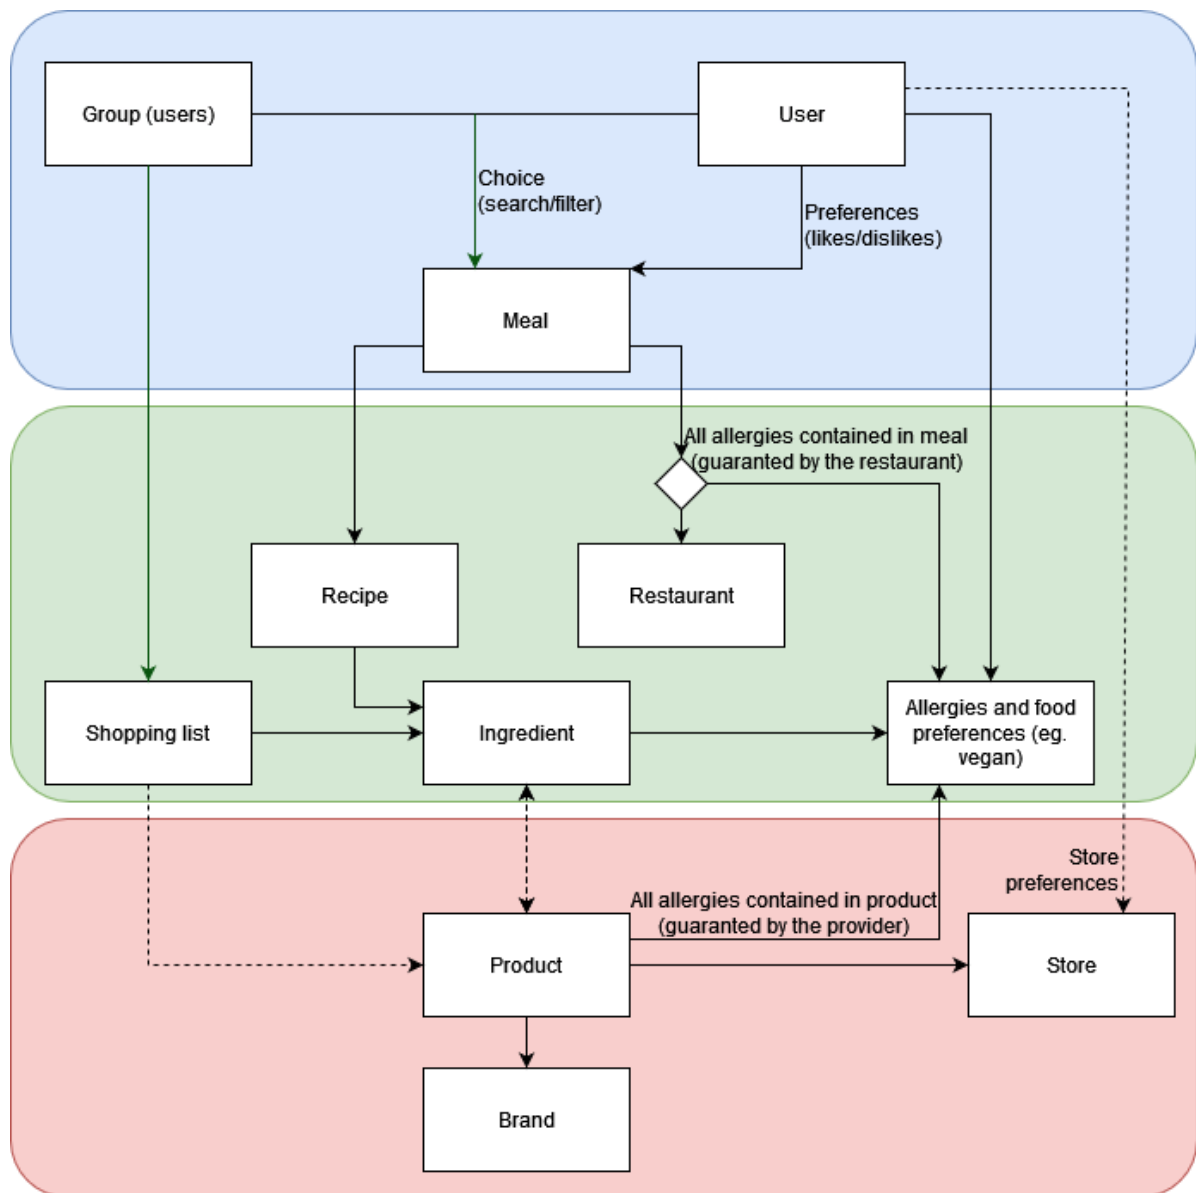 Group (users)
User
Choice
(search/filter)
Preferences
(likes/dislikes)
Meal
All allergies contained in meal
(guaranted by the restaurant)
Recipe
Restaurant
Shopping list
Ingredient
Allergies and food
preferences (eg.
vegan)
Store
preferences
All allergies contained in product
(guaranted by the provider)
Product
Store
Brand